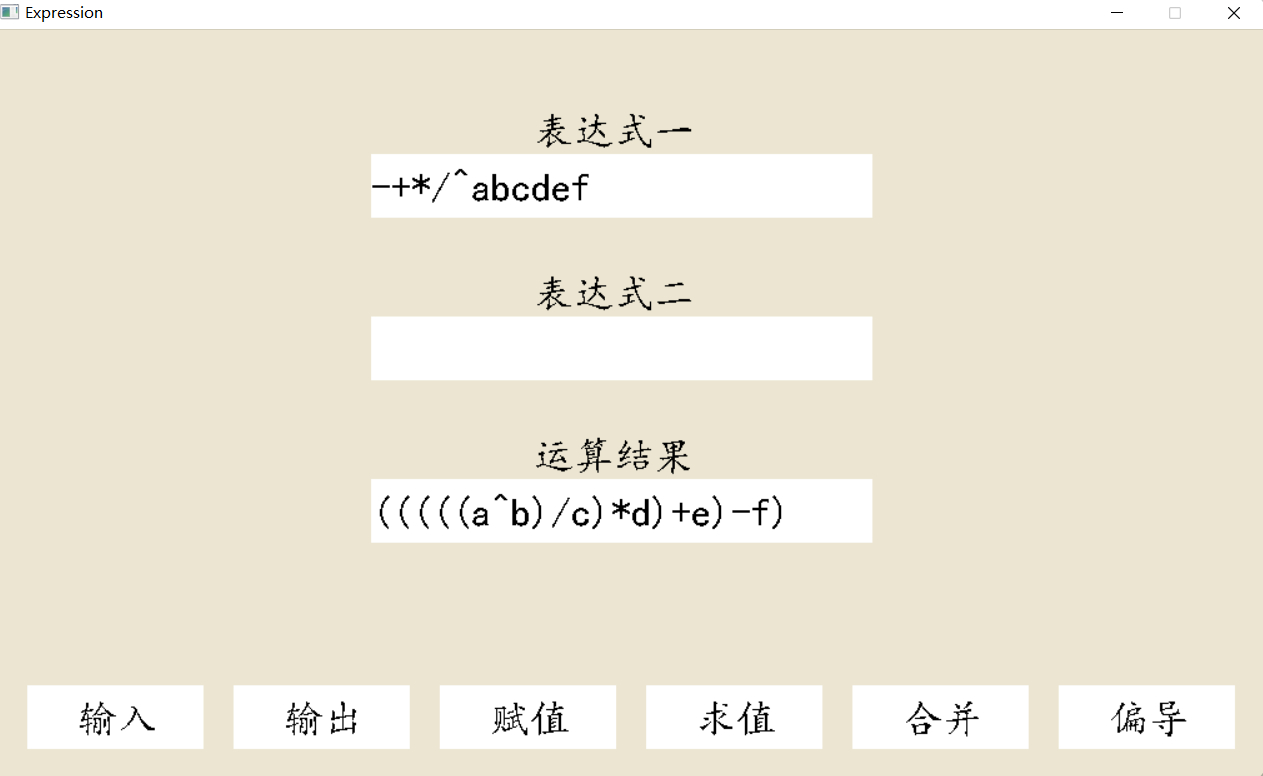 Expression
表达式一
-+*/^abcdef
表达式二
运算结果
(((((a^b)/c)*d)+e)-f)
输入 输出 赋值 求值 合并 偏导